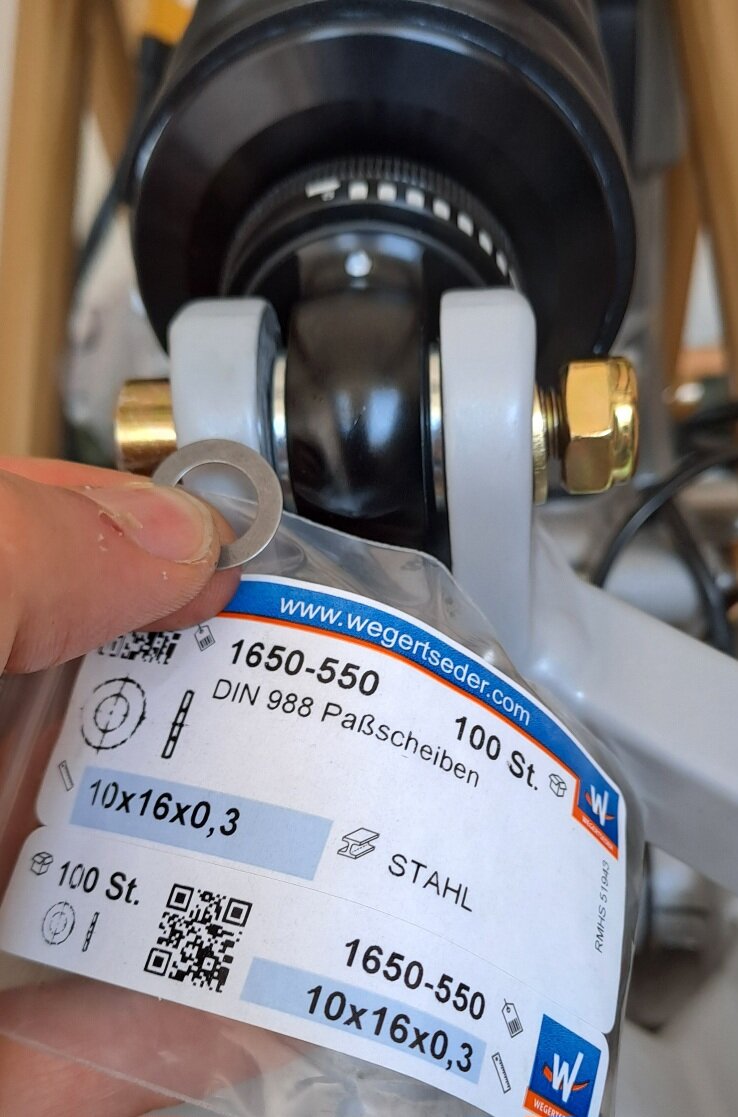 www.wegertseder.com
1650-550
DIN 988 Paßscheiben
100 St.
W
WEGERTSEDER
10x16x0,3
STAHL
RMHS 51943
100 St.
1650-550
10x16x0,3
W